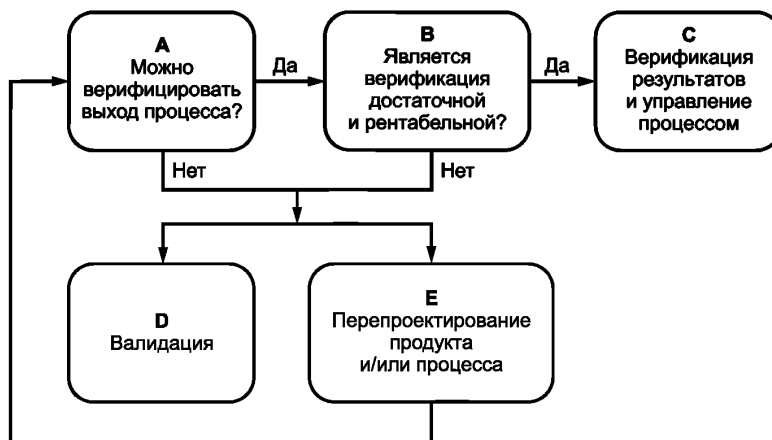 A
Можно
верифицировать
выход процесса?
Да
B
Является
верификация
достаточной
и рентабельной?
Да
C
Верификация
результатов
и управление
процессом
Нет
Нет
D
Валидация
E
Перепроектирование
продукта
и/или процесса